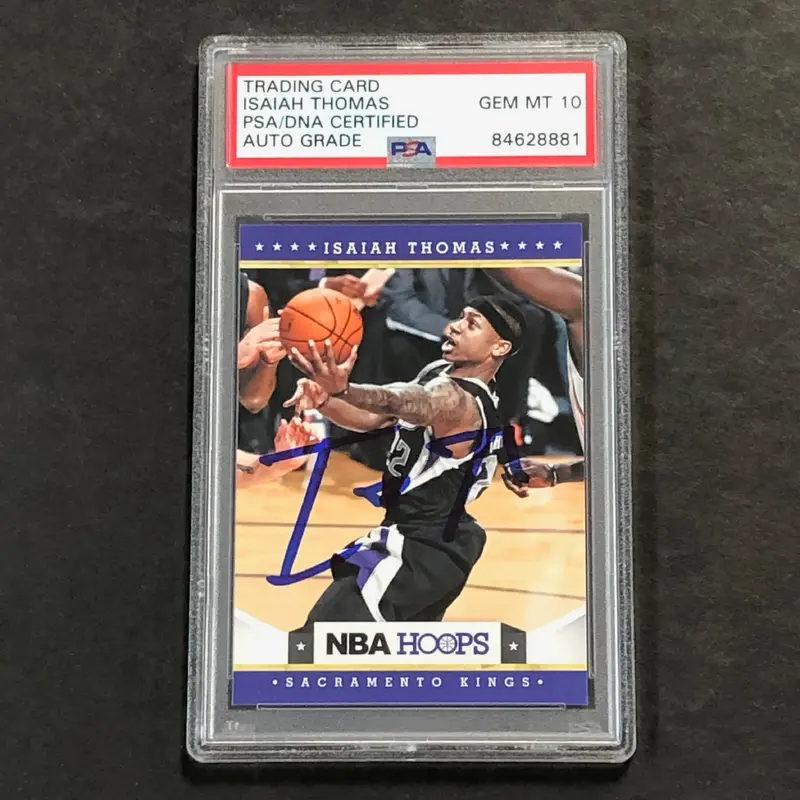 TRADING CARD
ISAIAH THOMAS GEM MT 10
PSA/DNA CERTIFIED
AUTO GRADE PSA 84628881
★ ★ ★ ★ ISAIAH THOMAS ★ ★ ★ ★
22
NBA HOOPS
• SACRAMENTO KINGS •